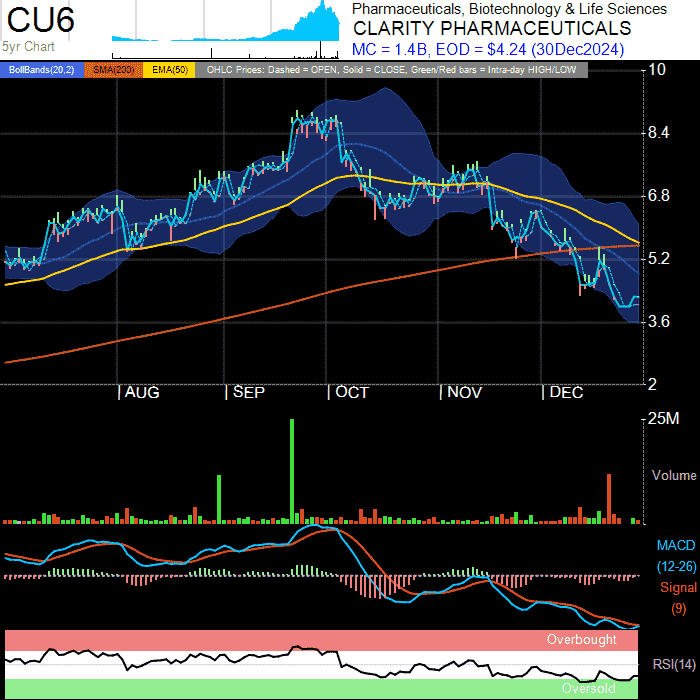 CU6
5yr Chart
Pharmaceuticals, Biotechnology & Life Sciences
CLARITY PHARMACEUTICALS
MC = 1.4B, EOD = $4.24 (30Dec2024)
BollBands(20,2) SMA(200) EMA(50) OHLC Prices: Dashed = OPEN, Solid = CLOSE, Green/Red bars = Intra-day HIGH/LOW
10
8.4
6.8
5.2
3.6
2
AUG SEP OCT NOV DEC
25M
Volume
MACD
(12-26)
Signal
(9)
Overbought
RSI(14)
Oversold